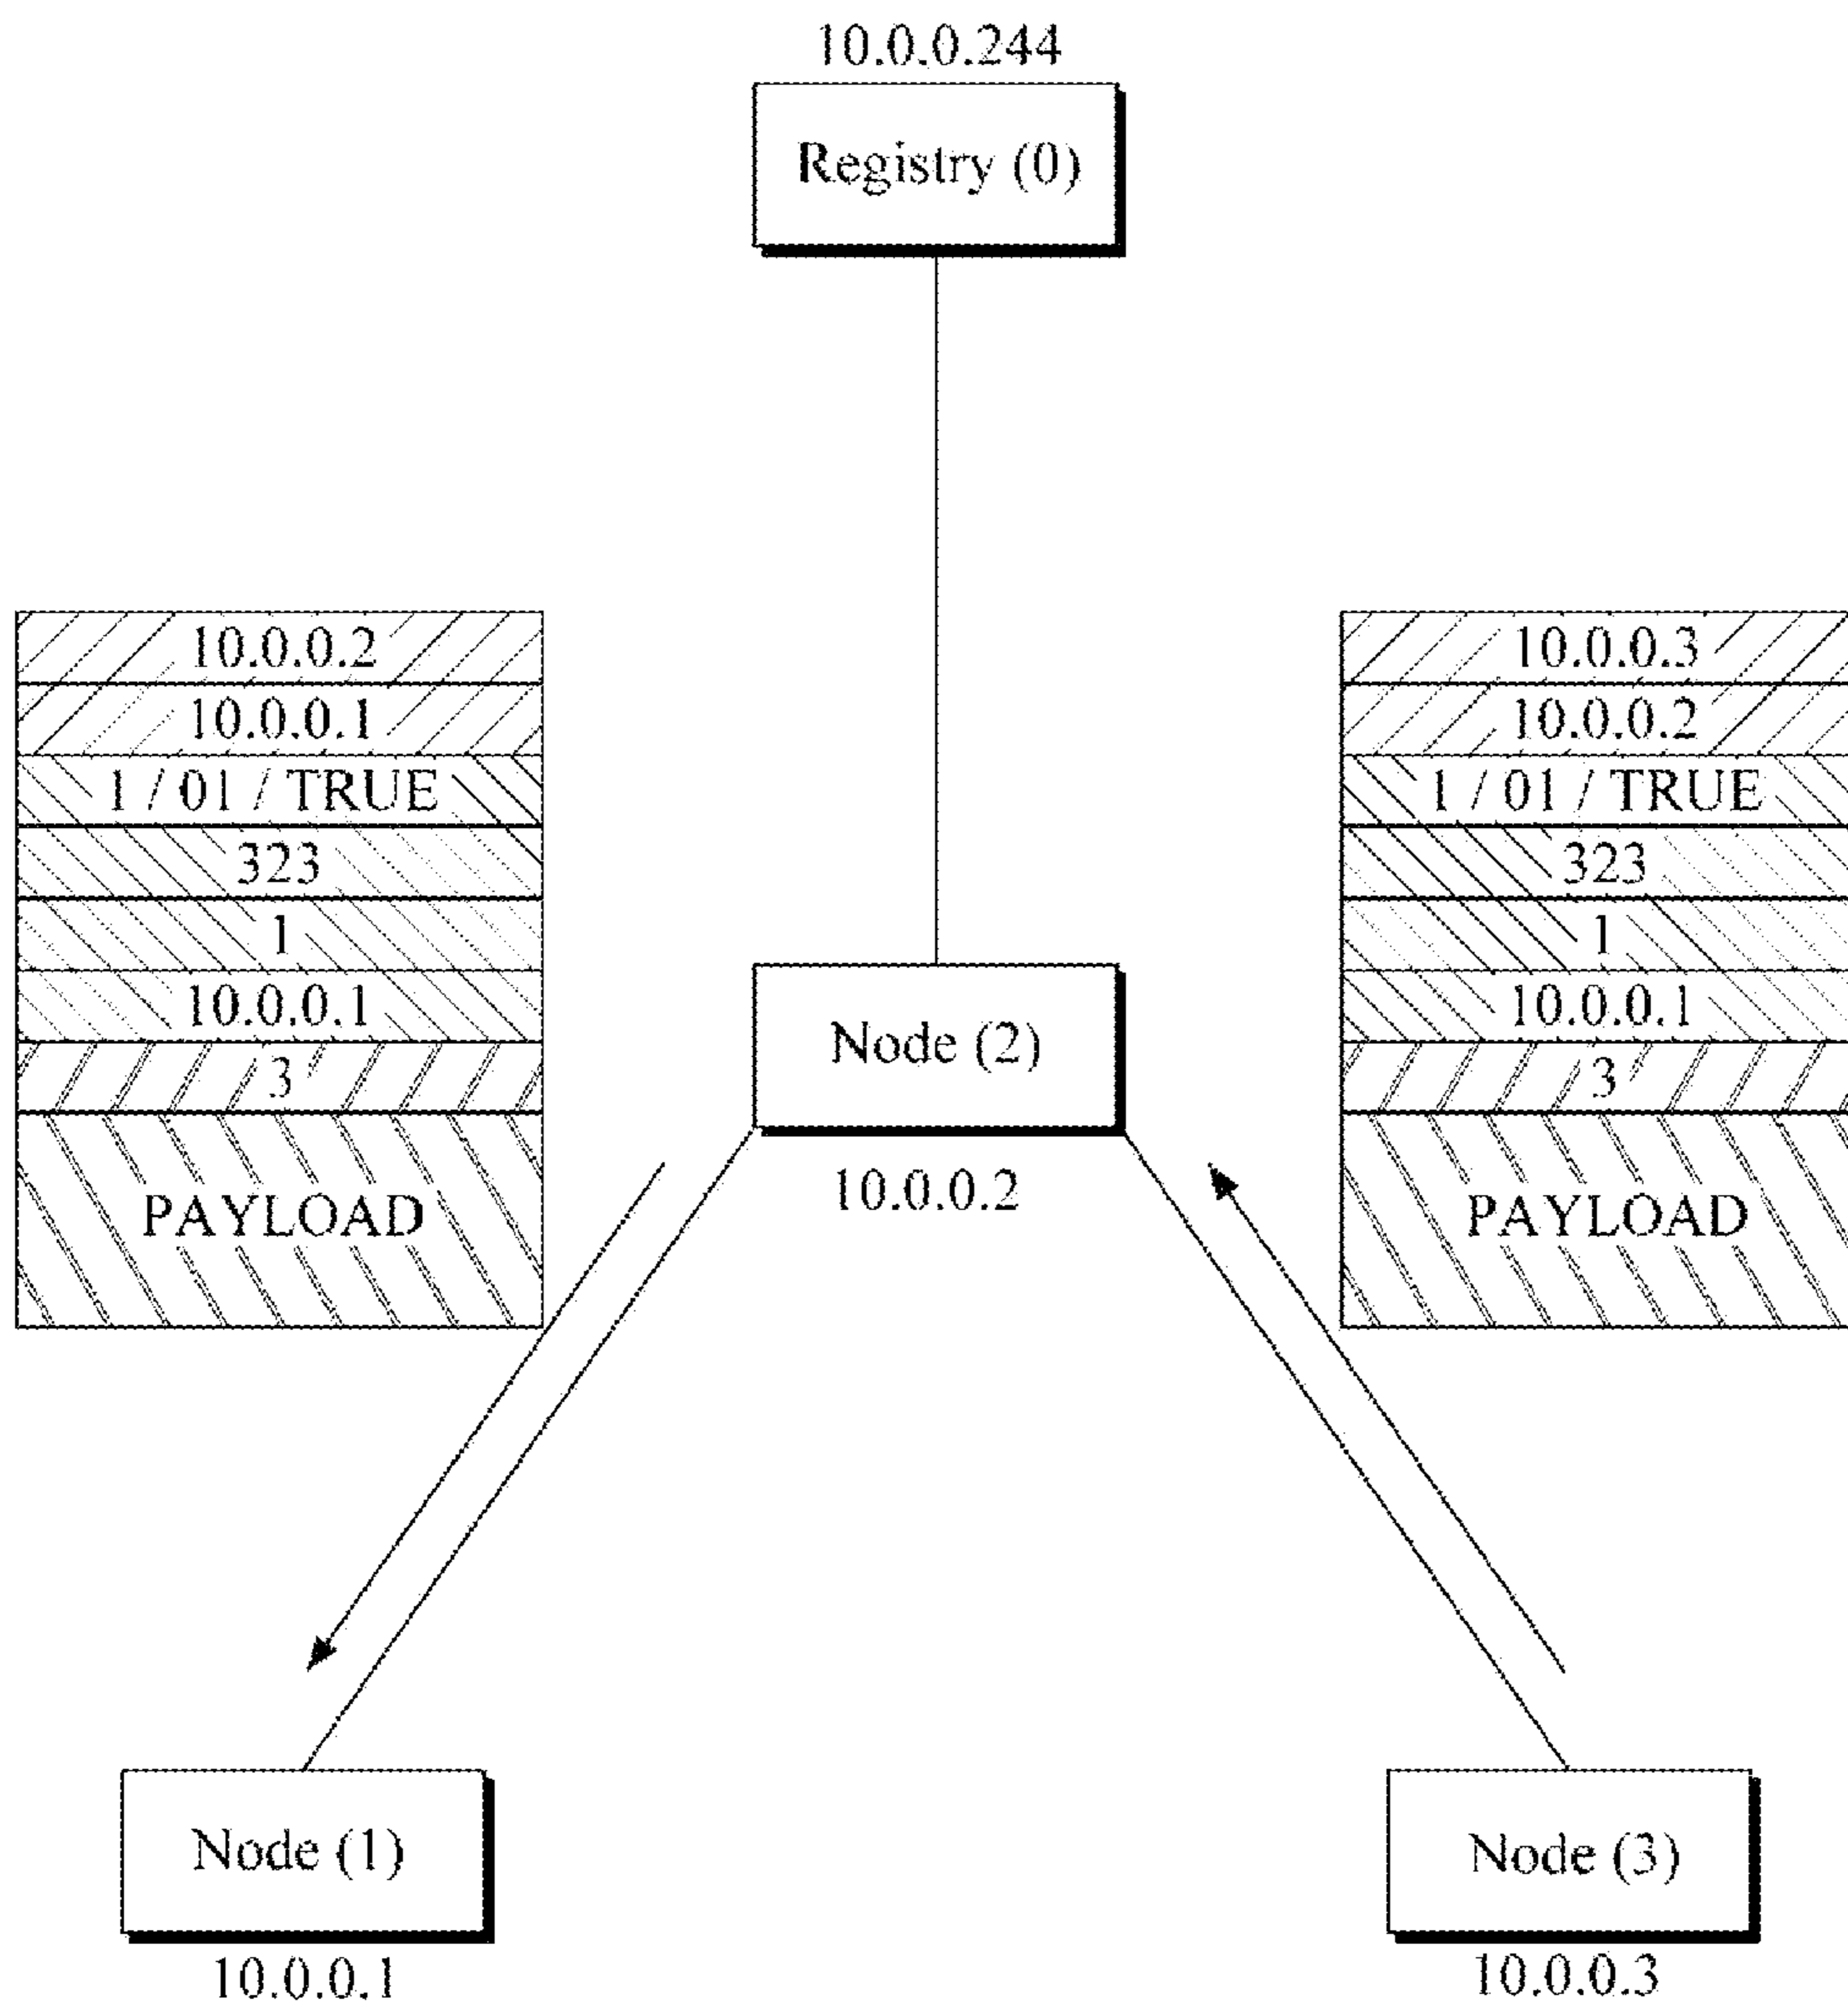 10.0.0.244
Registry (0)
10.0.0.2
10.0.0.1
1 / 01 / TRUE
323
1
10.0.0.1
3
PAYLOAD
10.0.0.3
10.0.0.2
1 / 01 / TRUE
323
1
10.0.0.1
3
PAYLOAD
Node (2)
10.0.0.2
Node (1)
10.0.0.1
Node (3)
10.0.0.3